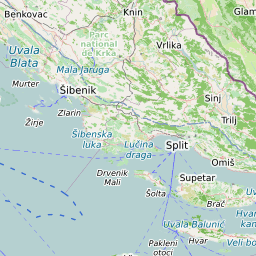 Benkovac
Knin
Glam
Parc
national
de Krka
Vrlika
Uvala
Blata
Mala Jaruga
Murter
Šibenik
Sinj
Zlarin
Žirje
Trilj
Šibenska
luka
Lučina
draga
Split
Omiš
Drvenik
Mali
Šolta
Supetar
Brač
Uvala Balunić
Pakleni
otoci
Hvar
Veli bo